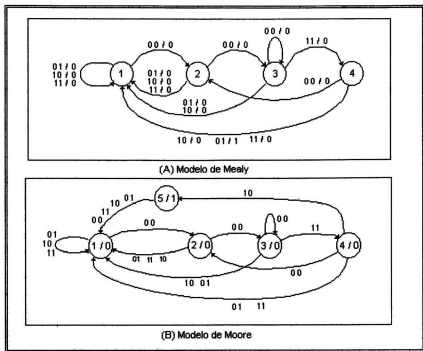 00 / 0
00 / 0 00 / 0 11 / 0
01 / 0
10 / 0
11 / 0
1 2 3 4
01 / 0
10 / 0
11 / 0
00 / 0
01 / 0
10 / 0
10 / 0 01 / 1 11 / 0
(A) Modelo de Mealy
5 / 1
10
10 01
11
00
00 00 00 11
01
10
11
1 / 0 2 / 0 3 / 0 4 / 0
01 11 10
00
10 01
01 11
(B) Modelo de Moore